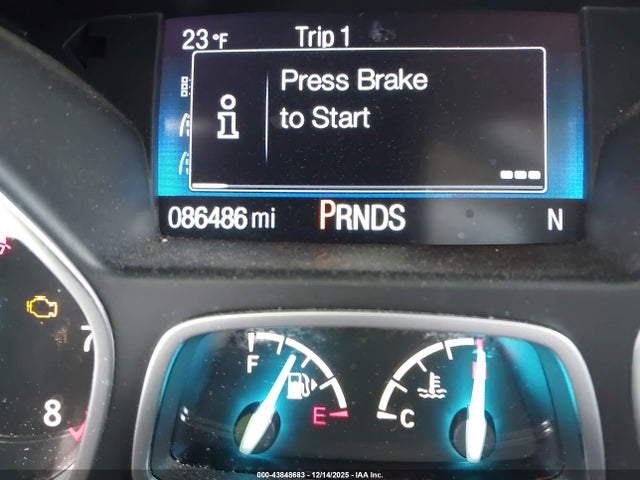 23 °F Trip 1
Press Brake
i to Start
086486 mi PRNDS N
F
7
E C
8
000-43848683 - 12/14/2025 - IAA Inc.